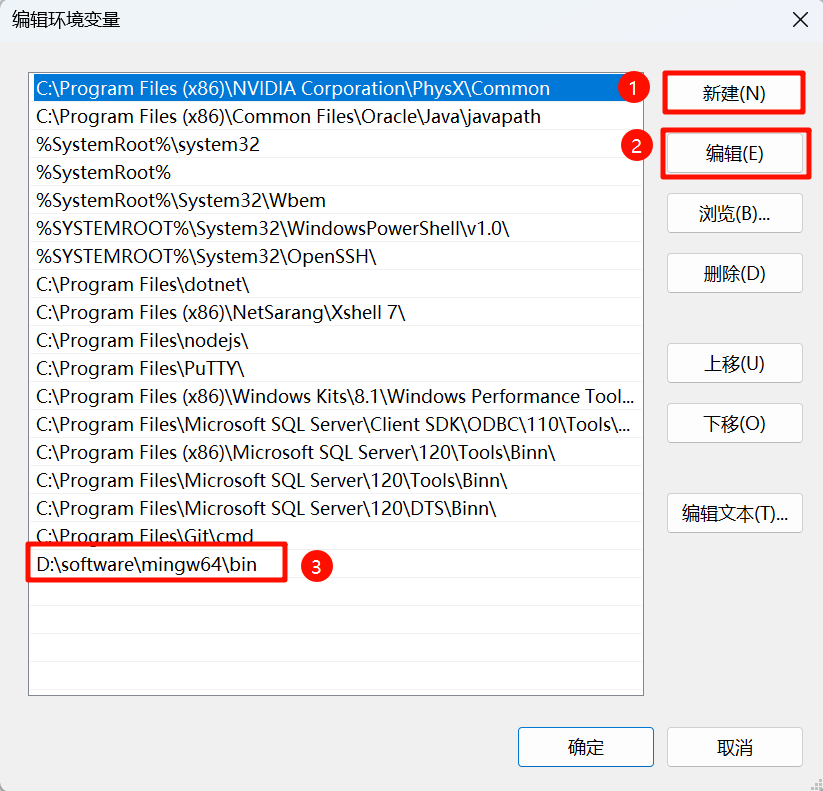 编辑环境变量
C:\Program Files (x86)\NVIDIA Corporation\PhysX\Common
1
新建(N)
C:\Program Files (x86)\Common Files\Oracle\Java\javapath
%SystemRoot%\system32
2
编辑(E)
%SystemRoot%
%SystemRoot%\System32\Wbem
浏览(B)...
%SYSTEMROOT%\System32\WindowsPowerShell\v1.0\
%SYSTEMROOT%\System32\OpenSSH\
删除(D)
C:\Program Files\dotnet\
C:\Program Files (x86)\NetSarang\Xshell 7\
C:\Program Files\nodejs\
上移(U)
C:\Program Files\PuTTY\
C:\Program Files (x86)\Windows Kits\8.1\Windows Performance Tool...
下移(O)
C:\Program Files\Microsoft SQL Server\Client SDK\ODBC\110\Tools\...
C:\Program Files (x86)\Microsoft SQL Server\120\Tools\Binn\
C:\Program Files\Microsoft SQL Server\120\Tools\Binn\
C:\Program Files\Microsoft SQL Server\120\DTS\Binn\
编辑文本(T)...
C:\Program Files\Git\cmd
D:\software\mingw64\bin
3
确定
取消